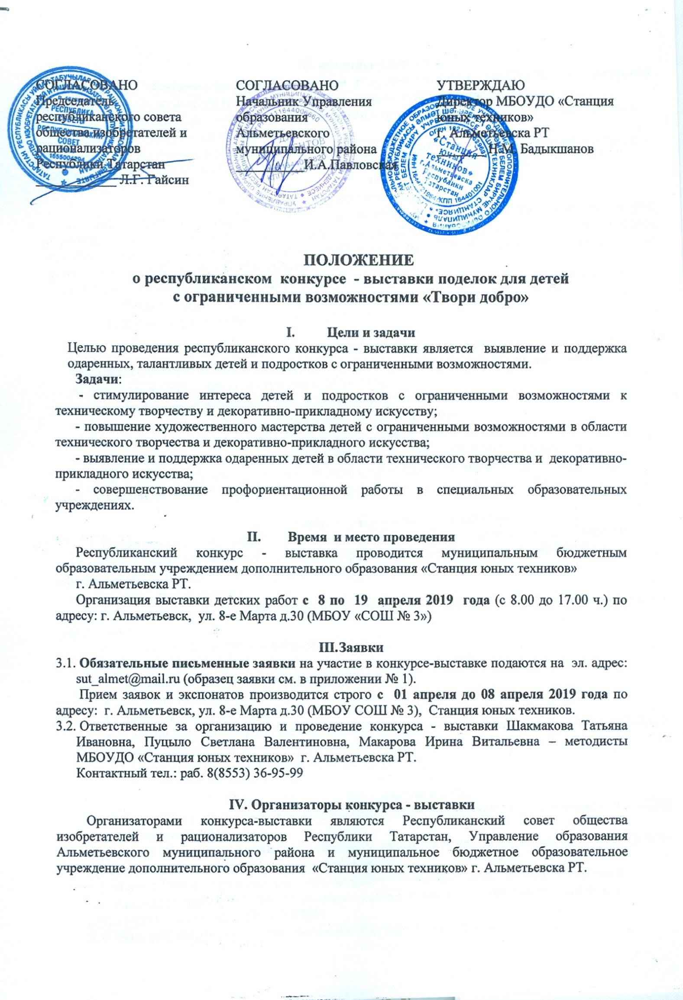 СОГЛАСОВАНО
Председатель
республиканского совета
общества изобретателей и
рационализаторов
Республики Татарстан
Л.Г. Гайсин
СОГЛАСОВАНО
Начальник Управления
образования
Альметьевского
муниципального района
И.А.Павловская
УТВЕРЖДАЮ
Директор МБОУДО «Станция
юных техников»
г. Альметьевска РТ
Н.М. Бадыкшанов
РЕСПУБЛИКА
СОВЕТЫ
РЕСПУБЛИКАНСКИЙ
СОВЕТ
1655004294
«Станция
юных
техников»
г.Альметьевска
Республики
Татарстан
КПП 164401001
ПОЛОЖЕНИЕ
о республиканском конкурсе - выставки поделок для детей
с ограниченными возможностями «Твори добро»
I. Цели и задачи
Целью проведения республиканского конкурса - выставки является выявление и поддержка
одаренных, талантливых детей и подростков с ограниченными возможностями.
Задачи:
- стимулирование интереса детей и подростков с ограниченными возможностями к
техническому творчеству и декоративно-прикладному искусству;
- повышение художественного мастерства детей с ограниченными возможностями в области
технического творчества и декоративно-прикладного искусства;
- выявление и поддержка одаренных детей в области технического творчества и декоративно-
прикладного искусства;
- совершенствование профориентационной работы в специальных образовательных
учреждениях.
II. Время и место проведения
Республиканский конкурс - выставка проводится муниципальным бюджетным
образовательным учреждением дополнительного образования «Станция юных техников»
г. Альметьевска РТ.
Организация выставки детских работ с 8 по 19 апреля 2019 года (с 8.00 до 17.00 ч.) по
адресу: г. Альметьевск, ул. 8-е Марта д.30 (МБОУ «СОШ № 3»)
III.Заявки
3.1. Обязательные письменные заявки на участие в конкурсе-выставке подаются на эл. адрес:
sut_almet@mail.ru (образец заявки см. в приложении № 1).
Прием заявок и экспонатов производится строго с 01 апреля до 08 апреля 2019 года по
адресу: г. Альметьевск, ул. 8-е Марта д.30 (МБОУ СОШ № 3), Станция юных техников.
3.2. Ответственные за организацию и проведение конкурса - выставки Шакмакова Татьяна
Ивановна, Пуцыло Светлана Валентиновна, Макарова Ирина Витальевна – методисты
МБОУДО «Станция юных техников» г. Альметьевска РТ.
Контактный тел.: раб. 8(8553) 36-95-99
IV. Организаторы конкурса - выставки
Организаторами конкурса-выставки являются Республиканский совет общества
изобретателей и рационализаторов Республики Татарстан, Управление образования
Альметьевского муниципального района и муниципальное бюджетное образовательное
учреждение дополнительного образования «Станция юных техников» г. Альметьевска РТ.